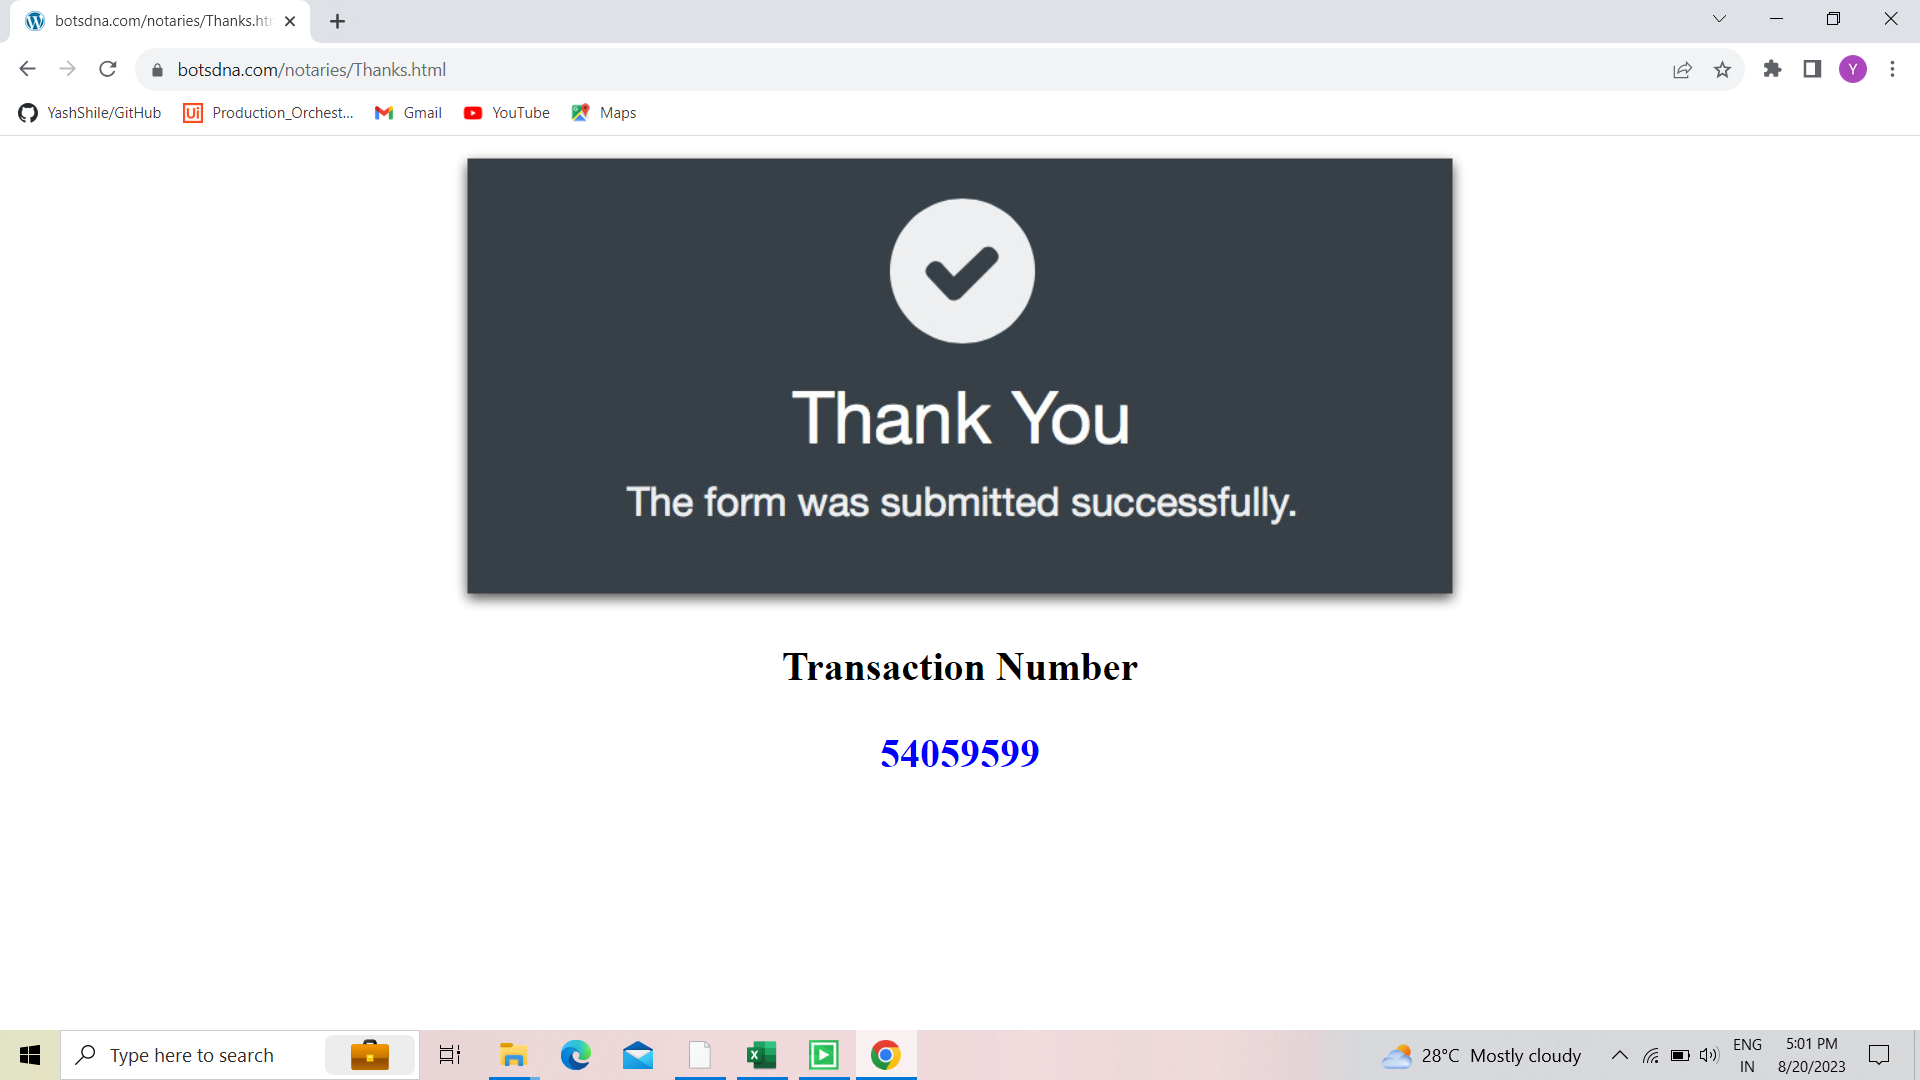 botsdna.com/notaries/Thanks.htm
botsdna.com/notaries/Thanks.html
Y
YashShile/GitHub
Ui Production_Orchest...
Gmail
YouTube
Maps
Thank You
The form was submitted successfully.
Transaction Number
54059599
Type here to search
28°C Mostly cloudy
ENG
IN
5:01 PM
8/20/2023